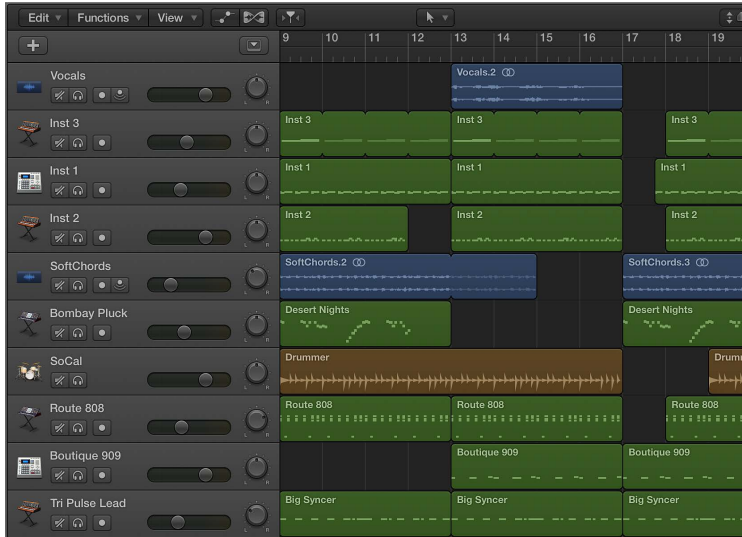 Edit Functions View
9 10 11 12 13 14 15 16 17 18 19
Vocals
Vocals.2
L R
Inst 3
Inst 3 Inst 3 Inst 3
L R
Inst 1
Inst 1 Inst 1 Inst 1
L R
Inst 2
Inst 2 Inst 2 Inst 2
L R
SoftChords
SoftChords.2 SoftChords.3
L R
Bombay Pluck
Desert Nights Desert Nights
L R
SoCal
Drummer Drumm
L R
Route 808
Route 808 Route 808 Route 808
L R
Boutique 909
Boutique 909 Boutique 909
L R
Tri Pulse Lead
Big Syncer Big Syncer Big Syncer
L R